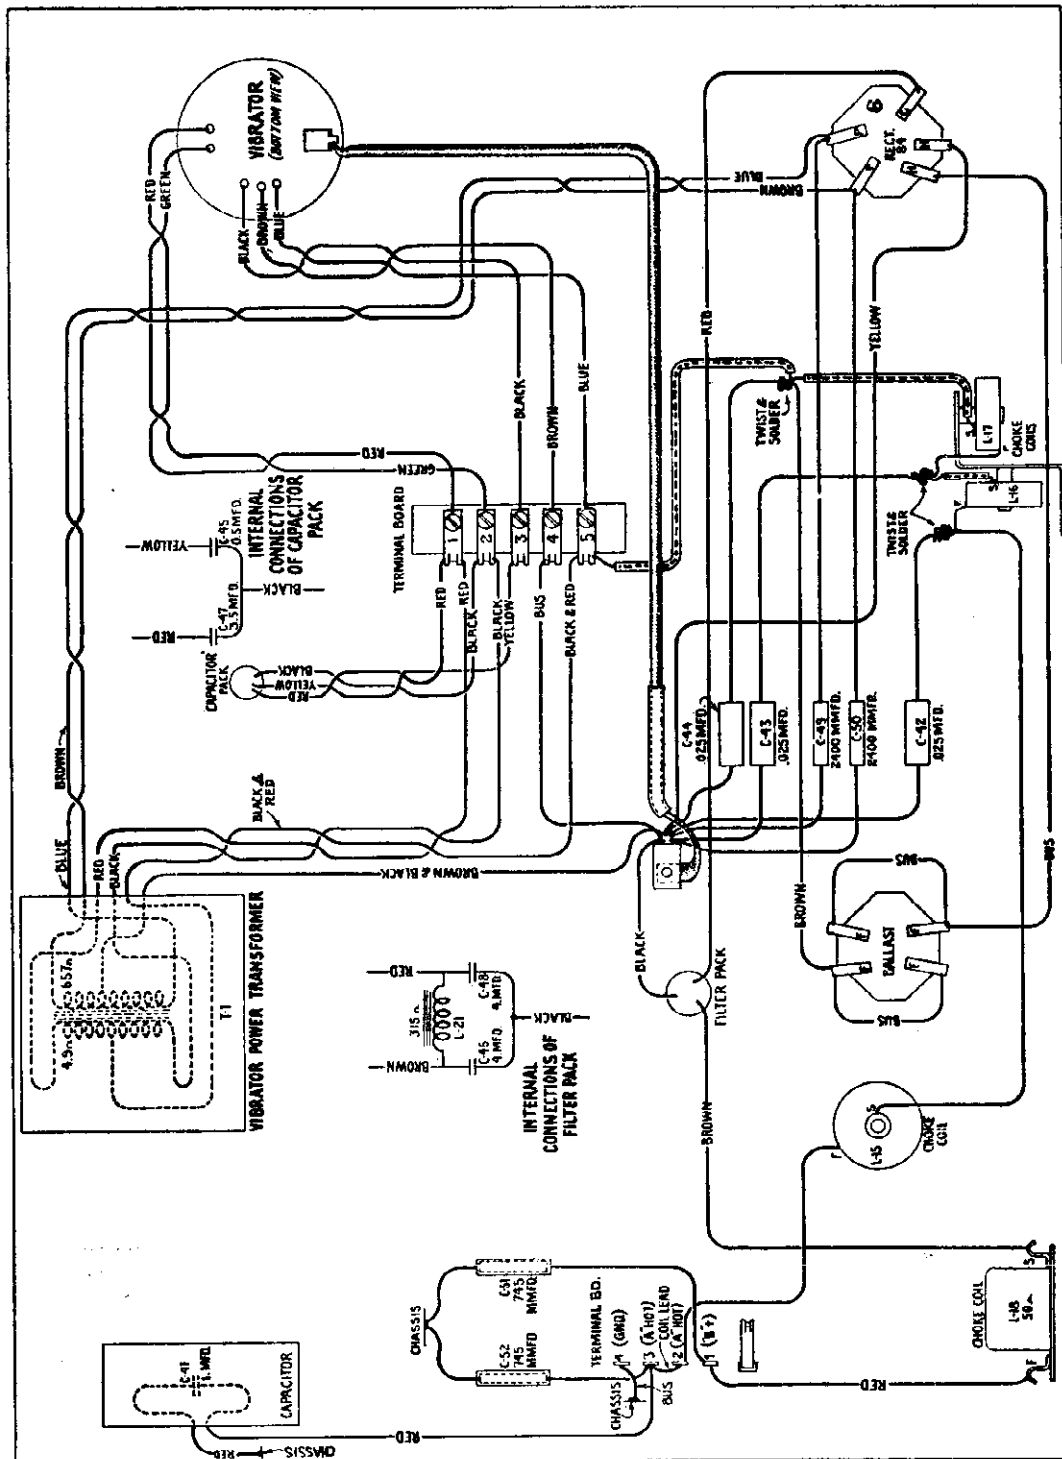 VIBRATOR
(BOTTOM VIEW)
RED
GREEN
BLACK
BROWN
BLUE
BLUE
BROWN
6
RECT.
84
RED
YELLOW
BLACK
BROWN
BLUE
RED
GREEN
INTERNAL
CONNECTIONS
OF CAPACITOR
PACK
YELLOW
C-45
0.5 MFD.
BLACK
RED
C-47
CAPACITOR
PACK
BLACK
YELLOW
RED
TERMINAL BOARD
1
2
3
4
5
RED
RED
BLACK
BLACK
YELLOW
BUS
BLACK & RED
TWIST &
SOLDER
S
L-17
CHOKE
COILS
F
S
L-16
F
TWIST &
SOLDER
C-44
.025 MFD.
C-43
.025 MFD.
C-49
2400 MMFD.
C-50
2400 MMFD.
C-42
.025 MFD.
BROWN
BLUE
RED
BLACK
BLACK &
RED
BROWN & BLACK
657Ω
4.9Ω
T-1
VIBRATOR POWER TRANSFORMER
RED
315Ω
L-21
C-48
4. MFD.
BLACK
BROWN
C-46
4. MFD.
INTERNAL
CONNECTIONS OF
FILTER PACK
BLACK
FILTER PACK
BROWN
BUS
BALLAST
BUS
BUS
BROWN
S
L-15
F
CHOKE
COIL
CHASSIS
C-51
745
MMFD.
C-52
745
MMFD
TERMINAL BD.
4 (GND)
3 ("A" HOT)
COIL LEAD
2 ("A" HOT)
1 ("B"+)
CHASSIS
BUS
RED
CHOKE COIL
L-18
50Ω
S
F
C-41
CAPACITOR
RED
CHASSIS
RED